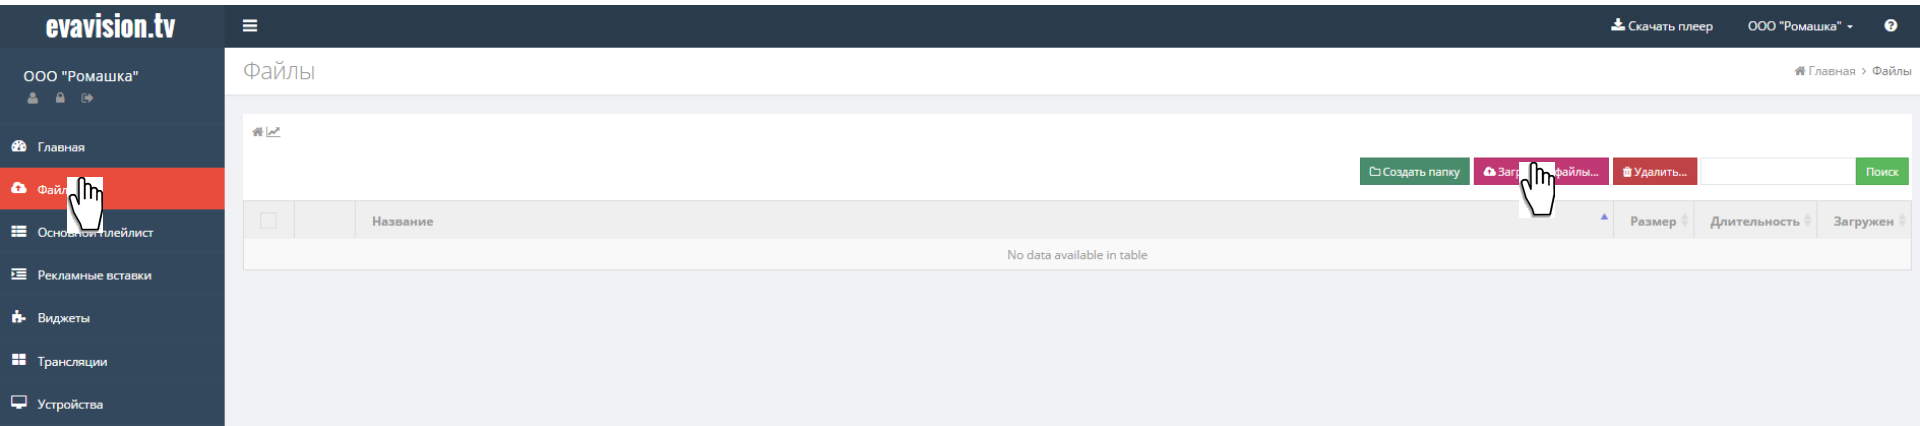 evavision.tv
Скачать плеер
ООО "Ромашка"
ООО "Ромашка"
Файлы
Главная > Файлы
Главная
Создать папку
файлы...
Удалить...
Поиск
Основной плейлист
Название
Размер
Длительность
Загружен
No data available in table
Рекламные вставки
Виджеты
Трансляции
Устройства